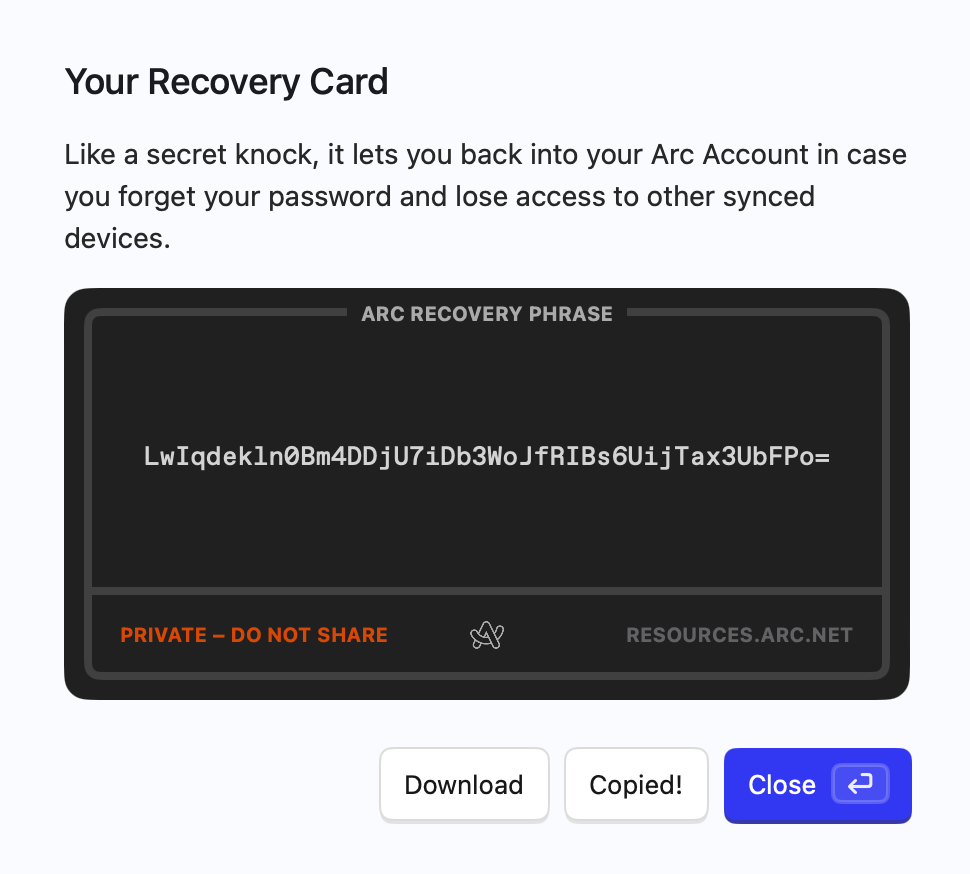 Your Recovery Card
Like a secret knock, it lets you back into your Arc Account in case
you forget your password and lose access to other synced
devices.
ARC RECOVERY PHRASE
LwIqdekln0Bm4DDjU7iDb3WoJfRIBs6UijTax3UbFPo=
PRIVATE – DO NOT SHARE
RESOURCES.ARC.NET
Download
Copied!
Close